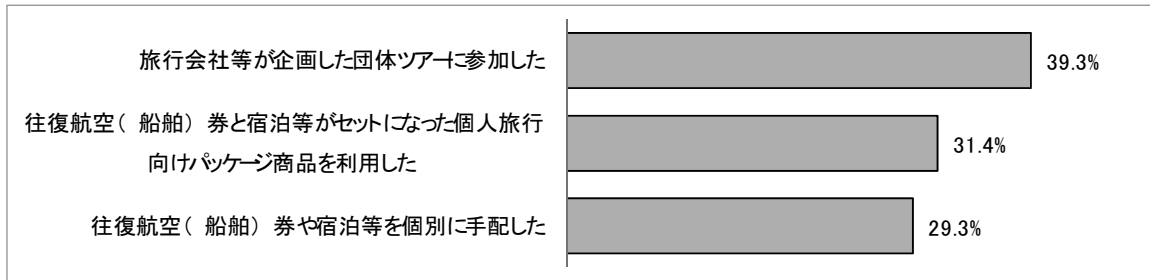 旅行会社等が企画した団体ツアーに参加した
39.3%
往復航空( 船舶) 券と宿泊等がセットになった個人旅行
向けパッケージ商品を利用した
31.4%
往復航空( 船舶) 券や宿泊等を個別に手配した
29.3%